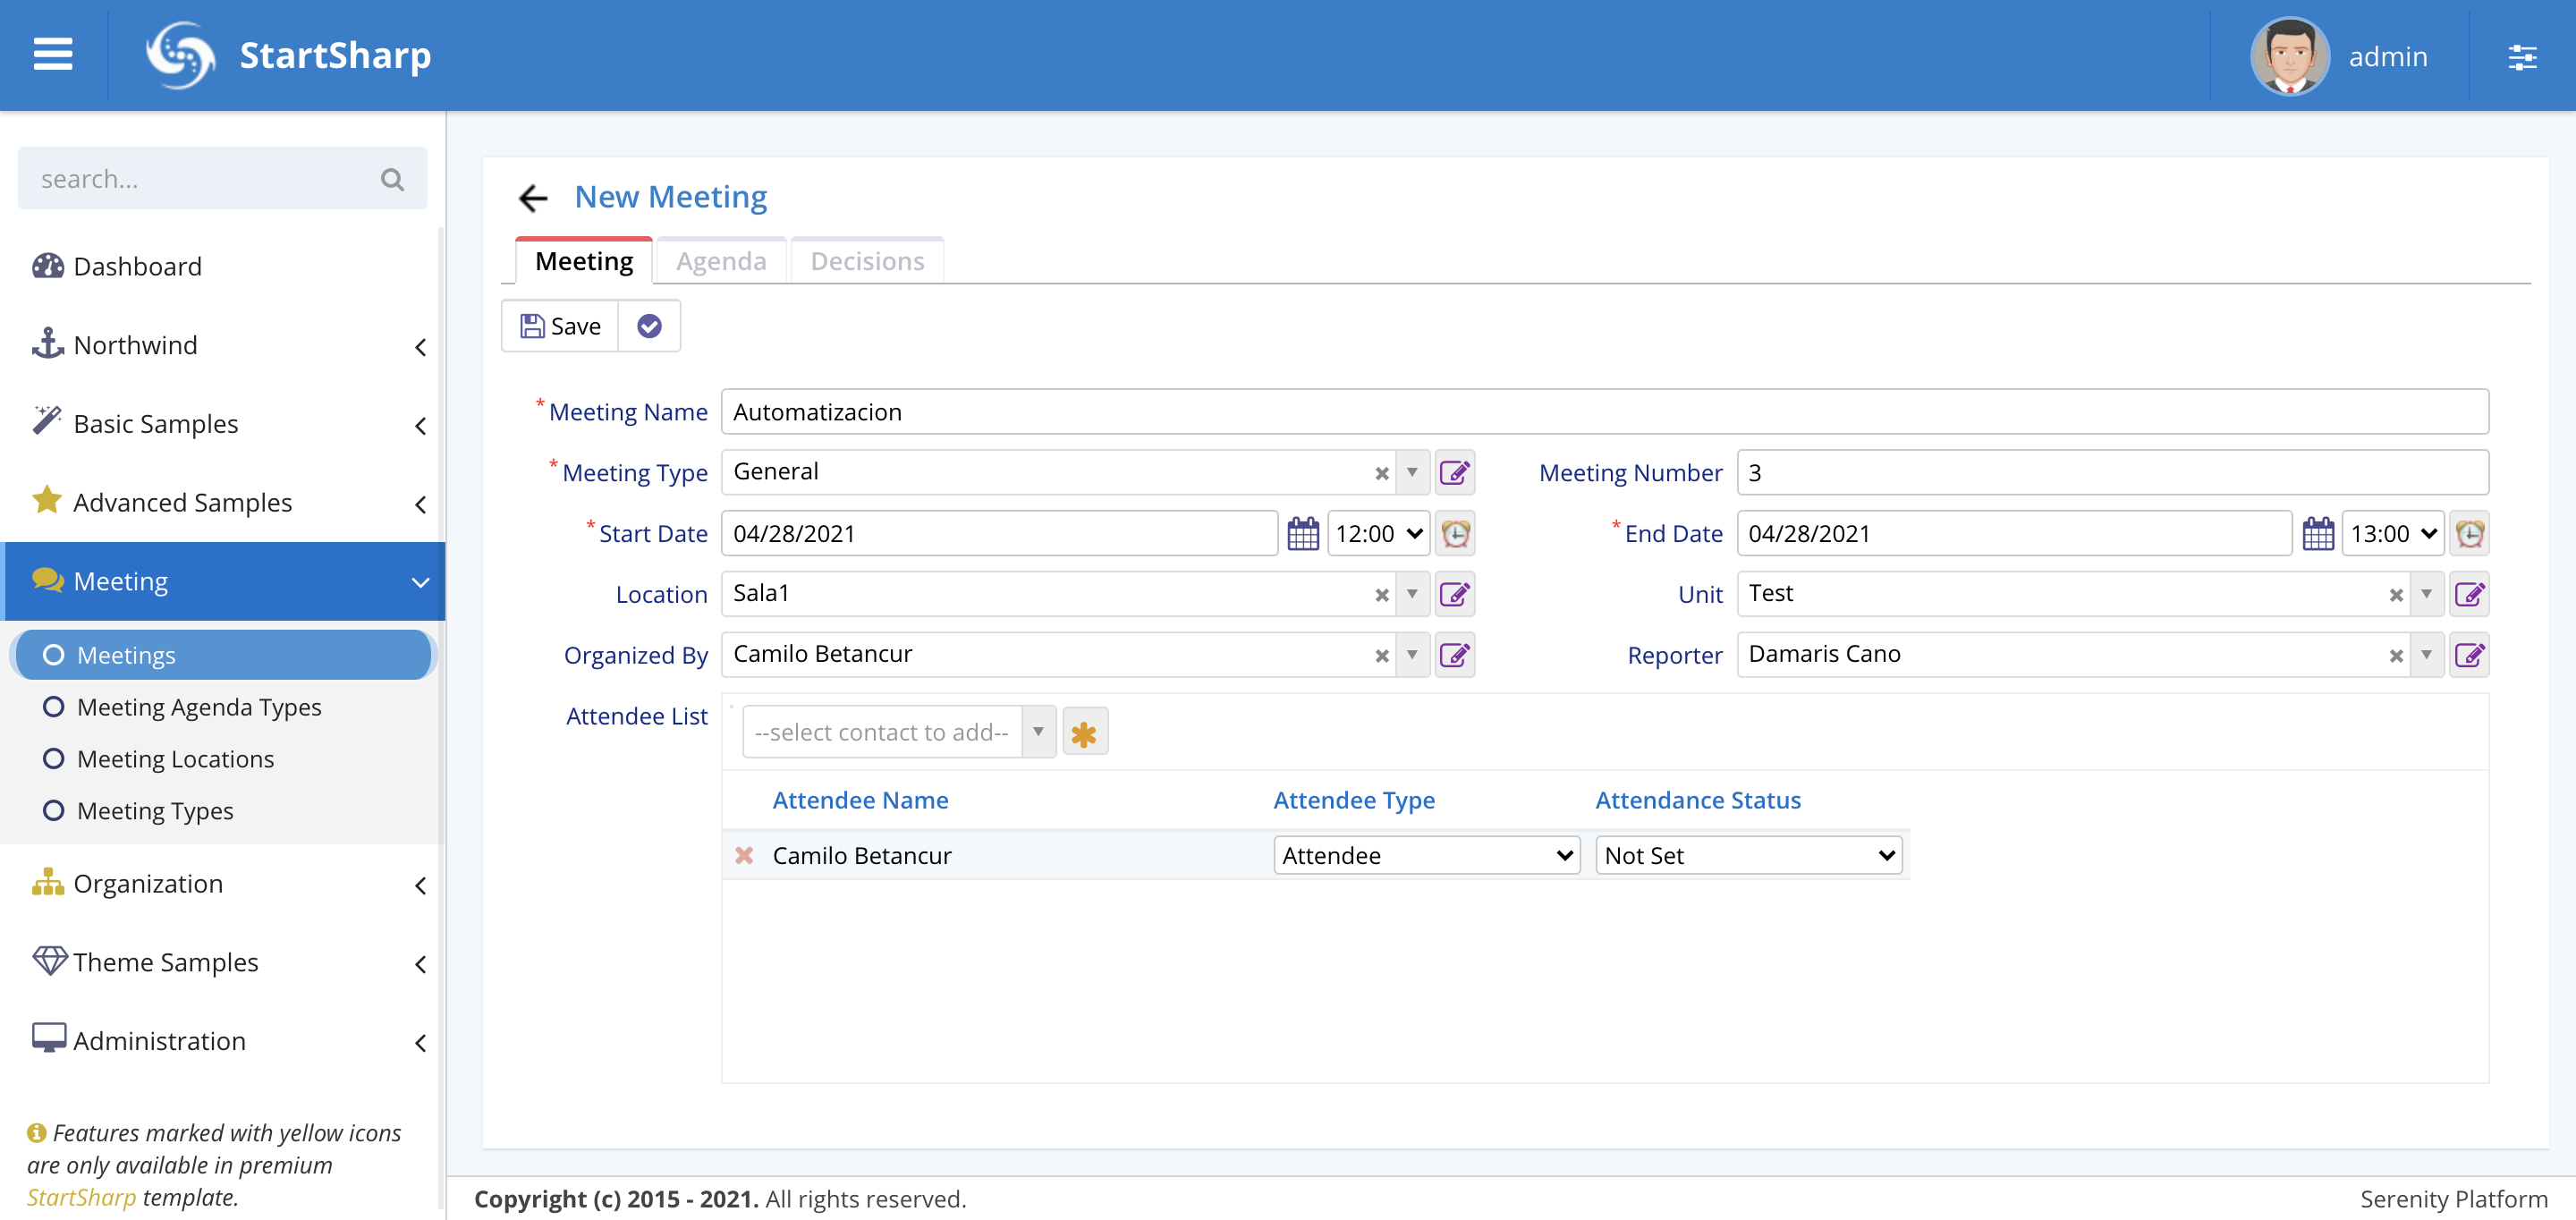 StartSharp
admin
search...
Dashboard
Northwind
Basic Samples
Advanced Samples
Meeting
Meetings
Meeting Agenda Types
Meeting Locations
Meeting Types
Organization
Theme Samples
Administration
Features marked with yellow icons
are only available in premium
StartSharp template.
New Meeting
Meeting Agenda Decisions
Save
* Meeting Name Automatizacion
* Meeting Type General Meeting Number 3
* Start Date 04/28/2021 12:00 * End Date 04/28/2021 13:00
Location Sala1 Unit Test
Organized By Camilo Betancur Reporter Damaris Cano
Attendee List --select contact to add--
Attendee Name Attendee Type Attendance Status
Camilo Betancur Attendee Not Set
Copyright (c) 2015 - 2021. All rights reserved. Serenity Platform